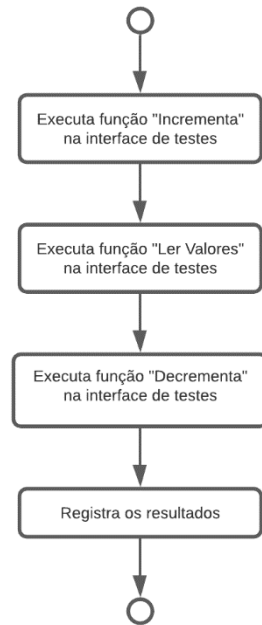 Executa função "Incrementa"
na interface de testes
Executa função "Ler Valores"
na interface de testes
Executa função "Decrementa"
na interface de testes
Registra os resultados